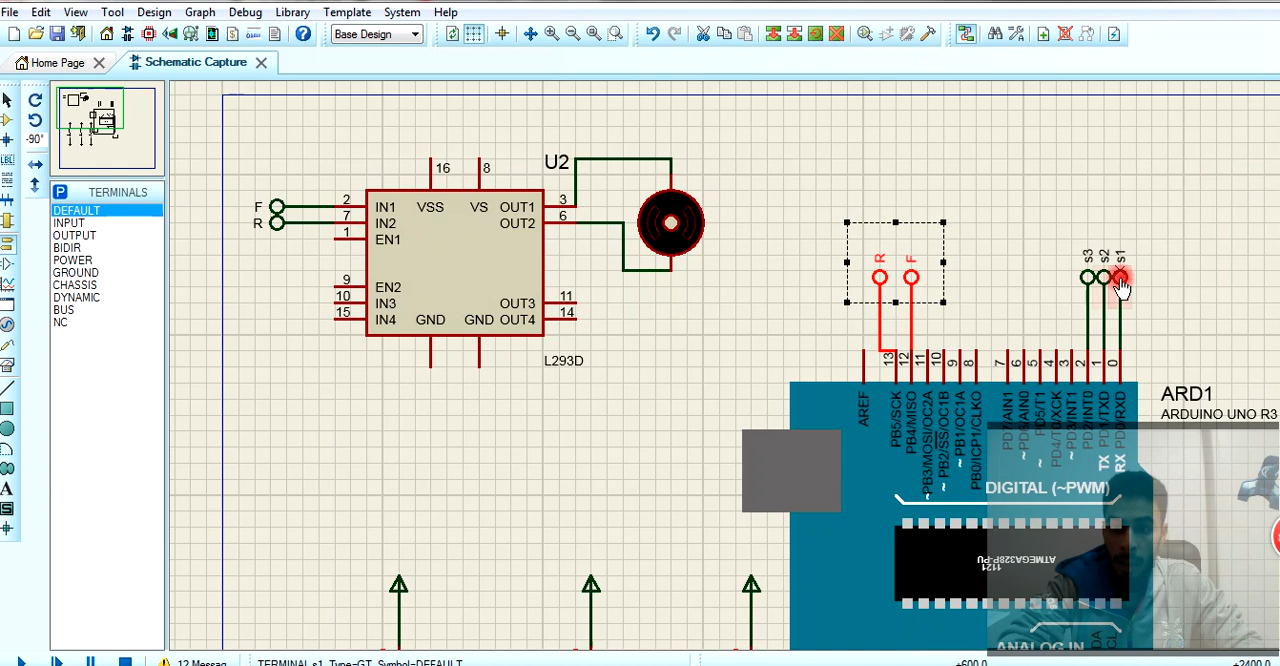 File Edit View Tool Design Graph Debug Library Template System Help
Base Design
Home Page Schematic Capture
-90°
LBL
P TERMINALS
DEFAULT
INPUT
OUTPUT
BIDIR
POWER
GROUND
CHASSIS
DYNAMIC
BUS
NC
A
S
U2
16 8
F 2 IN1 VSS VS OUT1 3
R 7 IN2 OUT2 6
1 EN1
9 EN2
10 IN3 OUT3 11
15 IN4 GND GND OUT4 14
L293D
R F
s3 s2 s1
13 12 11 10 9 8 7 6 5 4 3 2 1 0
ARD1
ARDUINO UNO R3
AREF
PB5/SCK
PB4/MISO
~PB3/MOSI/OC2A
~ PB2/SS/OC1B
~ PB1/OC1A
PB0/ICP1/CLKO
PD7/AIN1
~ PD6/AIN0
~ PD5/T1
PD4/T0/XCK
~ PD3/INT1
PD2/INT0
TX PD1/TXD
RX PD0/RXD
DIGITAL (~PWM)
ATMEGA328P-PU
1121
ANALOG IN
12 Messag
TERMINAL s1, Type=GT, Symbol=DEFAULT
+600.0 +2400.0